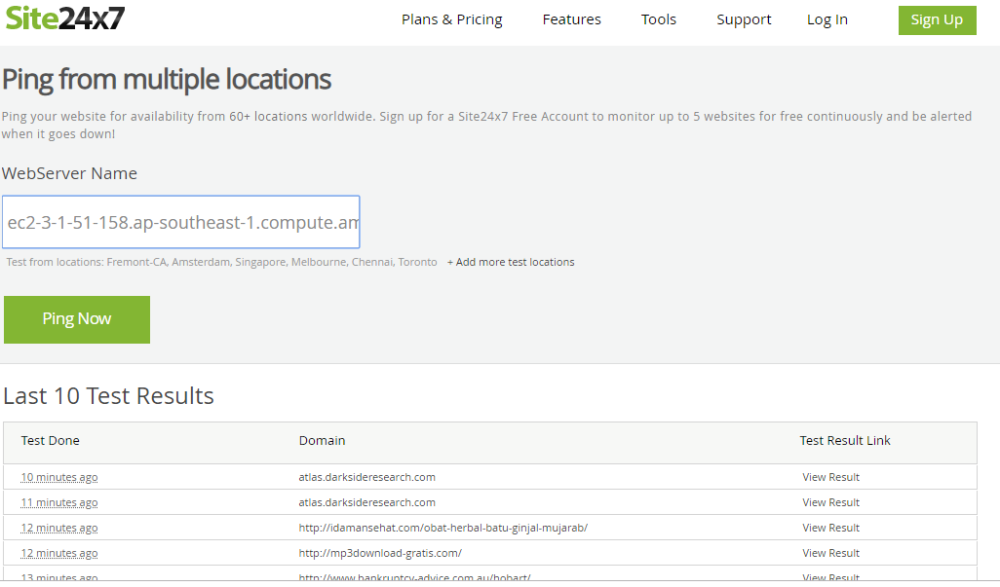 Site24x7 Plans & Pricing Features Tools Support Log In Sign Up
Ping from multiple locations
Ping your website for availability from 60+ locations worldwide. Sign up for a Site24x7 Free Account to monitor up to 5 websites for free continuously and be alerted
when it goes down!
WebServer Name
ec2-3-1-51-158.ap-southeast-1.compute.am
Test from locations: Fremont-CA, Amsterdam, Singapore, Melbourne, Chennai, Toronto + Add more test locations
Ping Now
Last 10 Test Results
Test Done Domain Test Result Link
10 minutes ago atlas.darksideresearch.com View Result
11 minutes ago atlas.darksideresearch.com View Result
12 minutes ago http://idamansehat.com/obat-herbal-batu-ginjal-mujarab/ View Result
12 minutes ago http://mp3download-gratis.com/ View Result
13 minutes ago http://www.bankruptcy-advice.com.au/hobart/ View Result